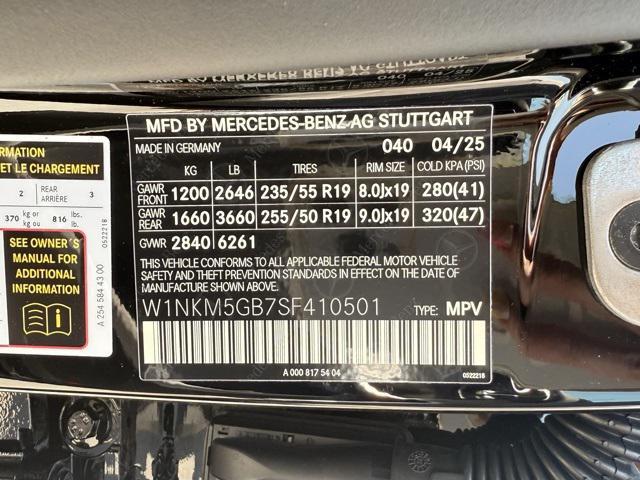 MFD BY MERCEDES-BENZ AG STUTTGART
MADE IN GERMANY 040 04/25
KG LB TIRES RIM SIZE COLD KPA (PSI)
GAWR FRONT 1200 2646 235/55 R19 8.0Jx19 280(41)
GAWR REAR 1660 3660 255/50 R19 9.0Jx19 320(47)
GVWR 2840 6261
THIS VEHICLE CONFORMS TO ALL APPLICABLE FEDERAL MOTOR VEHICLE
SAFETY AND THEFT PREVENTION STANDARDS IN EFFECT ON THE DATE OF
MANUFACTURE SHOWN ABOVE.
W1NKM5GB7SF410501 TYPE: MPV
A 000 817 54 04 0522218
ORMATION
ET LE CHARGEMENT
2 REAR ARRIÈRE 3
370 kg or kg ou 816 lbs. lb.
0522218
SEE OWNER'S
MANUAL FOR
ADDITIONAL
INFORMATION
A 254 584 43 00